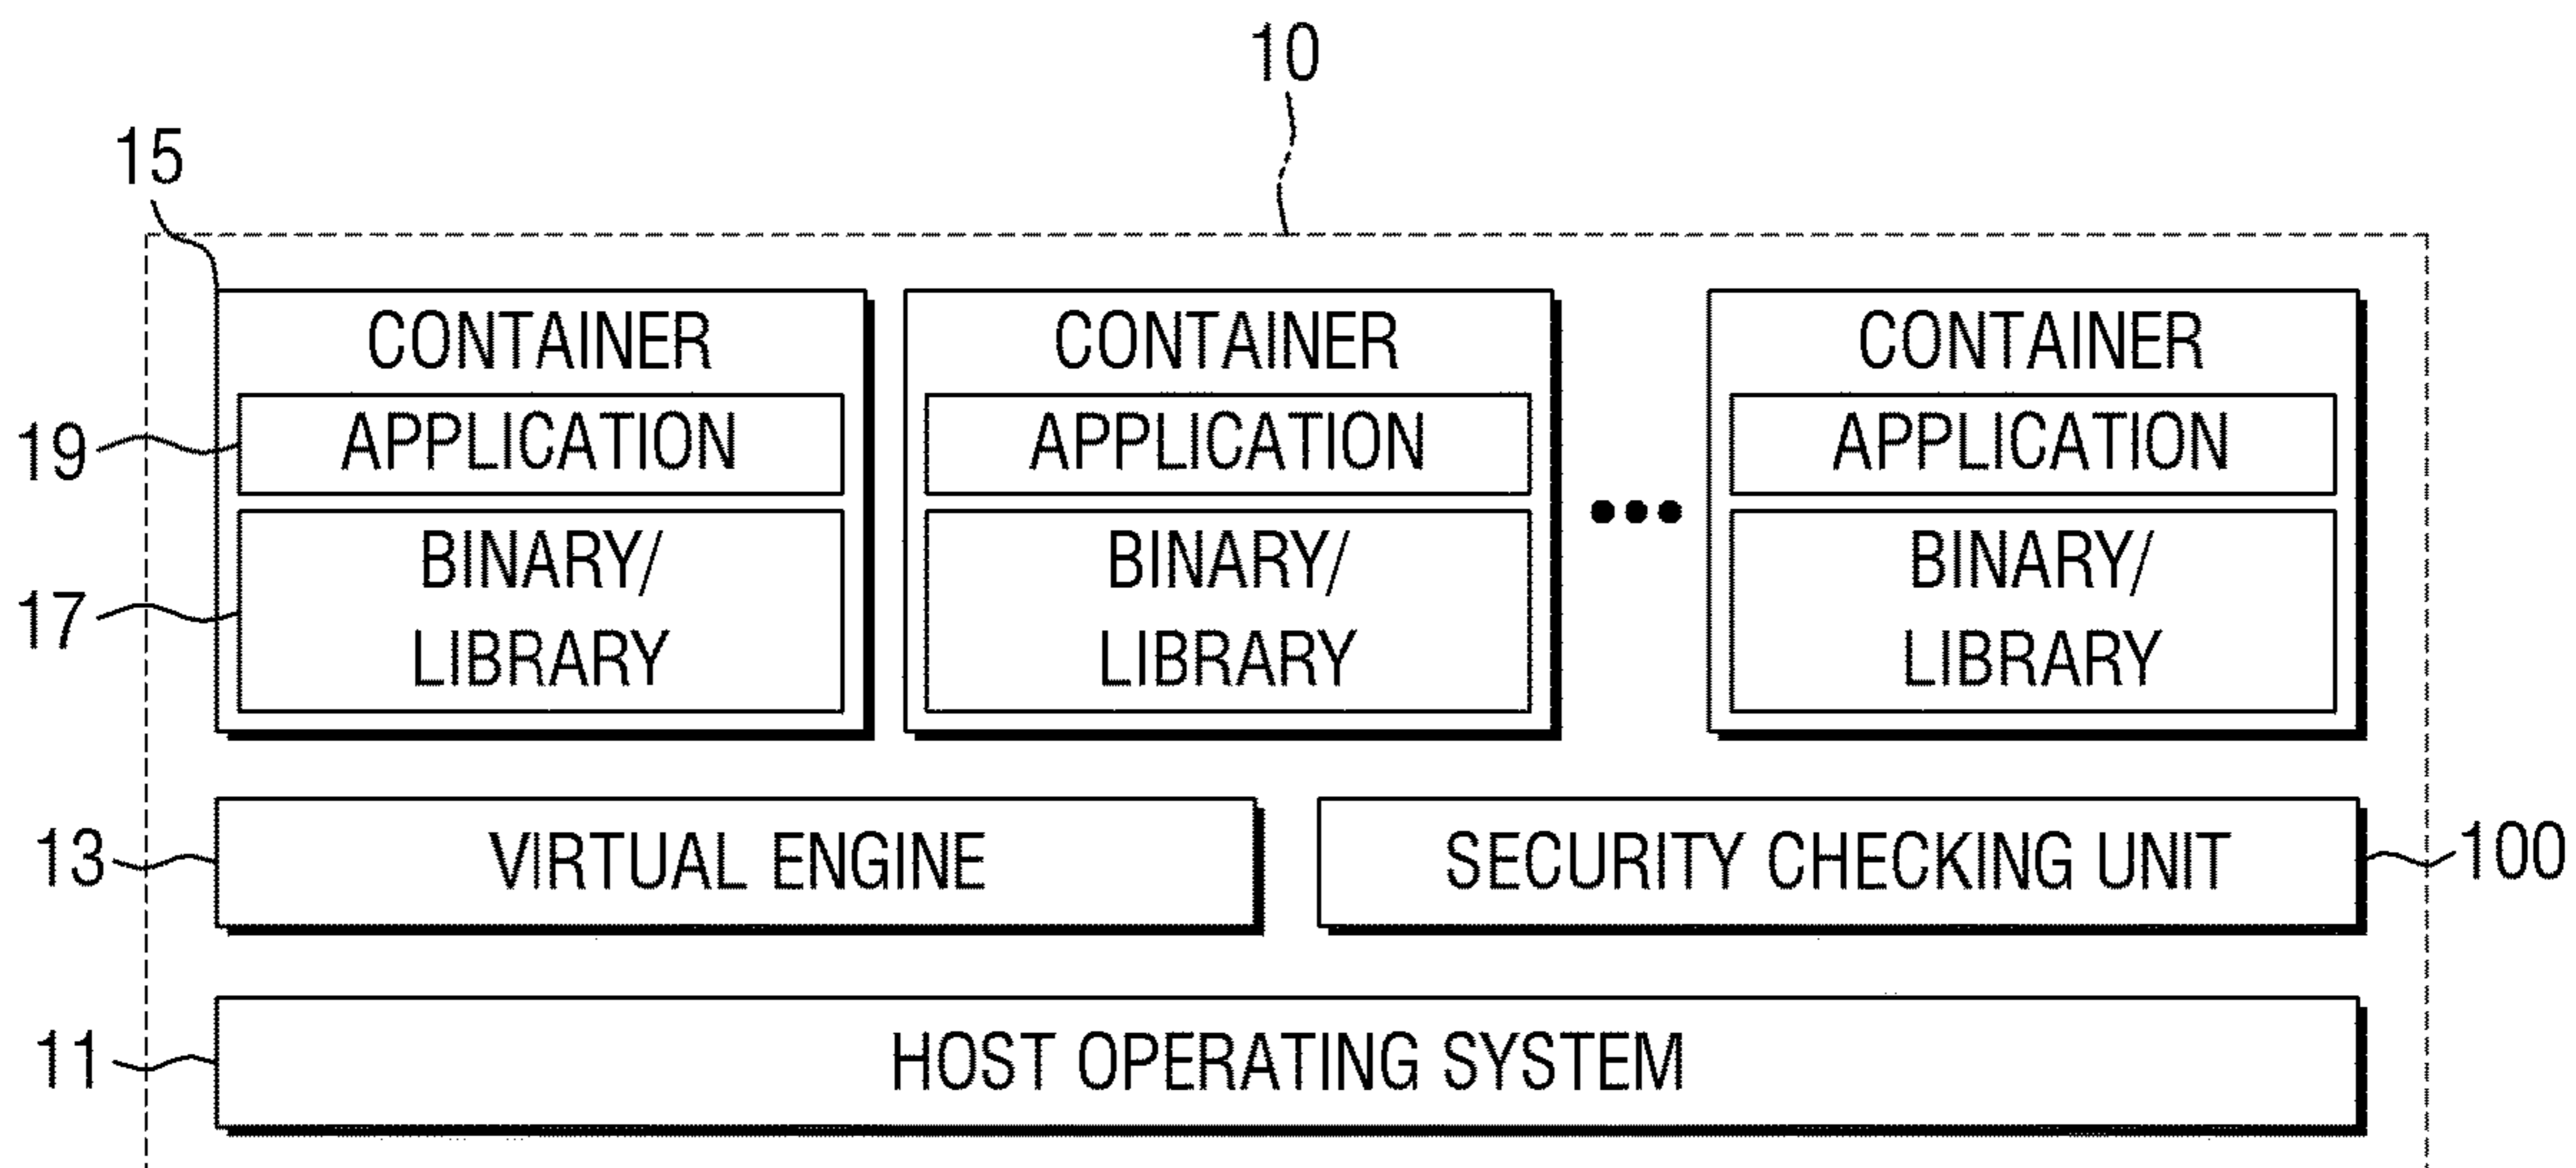 10
15
CONTAINER CONTAINER CONTAINER
19 APPLICATION APPLICATION APPLICATION
BINARY/ BINARY/ BINARY/
17
LIBRARY LIBRARY LIBRARY
13 VIRTUAL ENGINE SECURITY CHECKING UNIT 100
11 HOST OPERATING SYSTEM